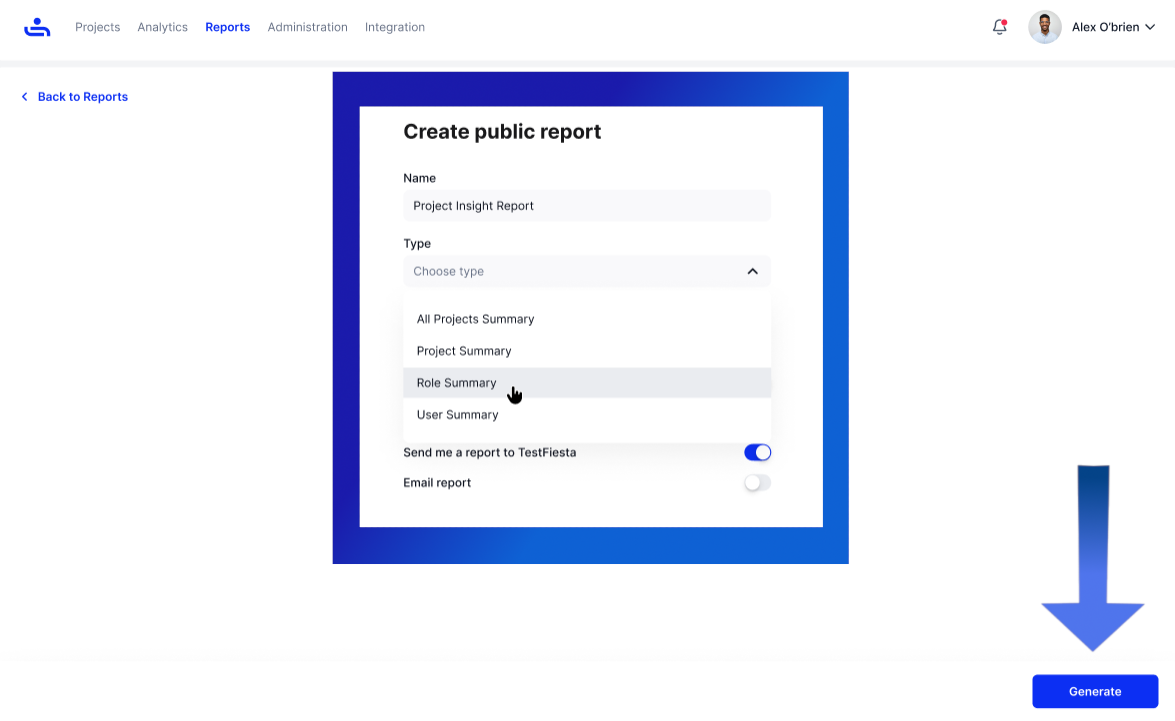 Projects Analytics Reports Administration Integration Alex O'brien
Back to Reports
Create public report
Name
Project Insight Report
Type
Choose type
All Projects Summary
Project Summary
Role Summary
User Summary
Send me a report to TestFiesta
Email report
Generate